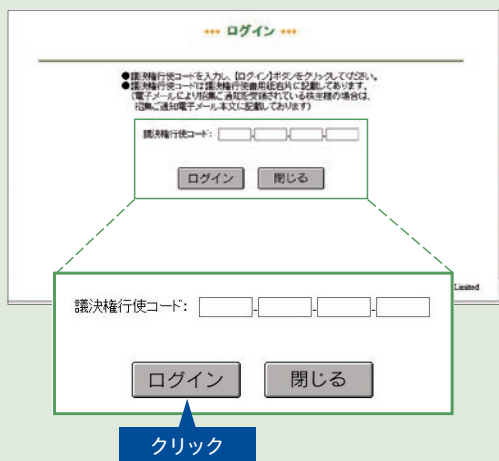 ••• ログイン •••
●議決権行使コードを入力し、[ログイン]ボタンをクリックしてください。
●議決権行使コードは議決権行使書用紙右片に記載してあります。
(電子メールにより招集ご通知を受領されている株主様の場合は、
招集ご通知電子メール本文に記載しております)
議決権行使コード: - - -
ログイン 閉じる
Limited
議決権行使コード: - - -
ログイン 閉じる
クリック